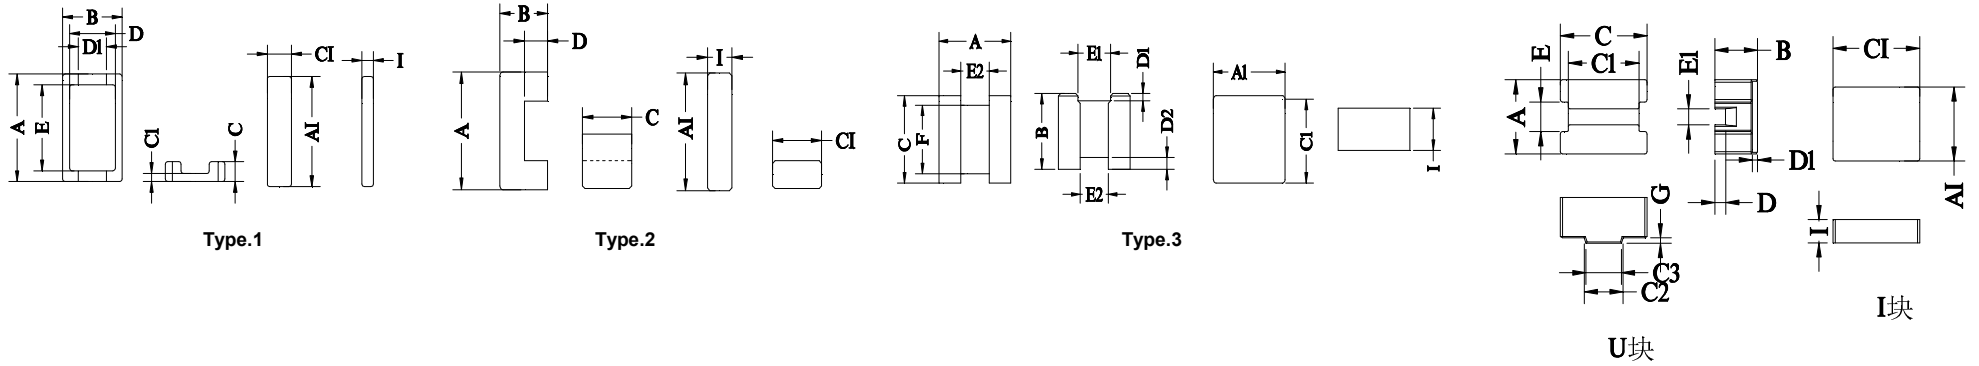 B
D
D1
A
E
C1
C
CI
AI
I
Type.1
B
D
A
C
I
AI
CI
Type.2
A
E2
C
F
E1
D1
B
D2
E2
A1
C1
I
Type.3
C
C1
E
A
E1
B
D1
D
G
C3
C2
U块
CI
AI
I
I块